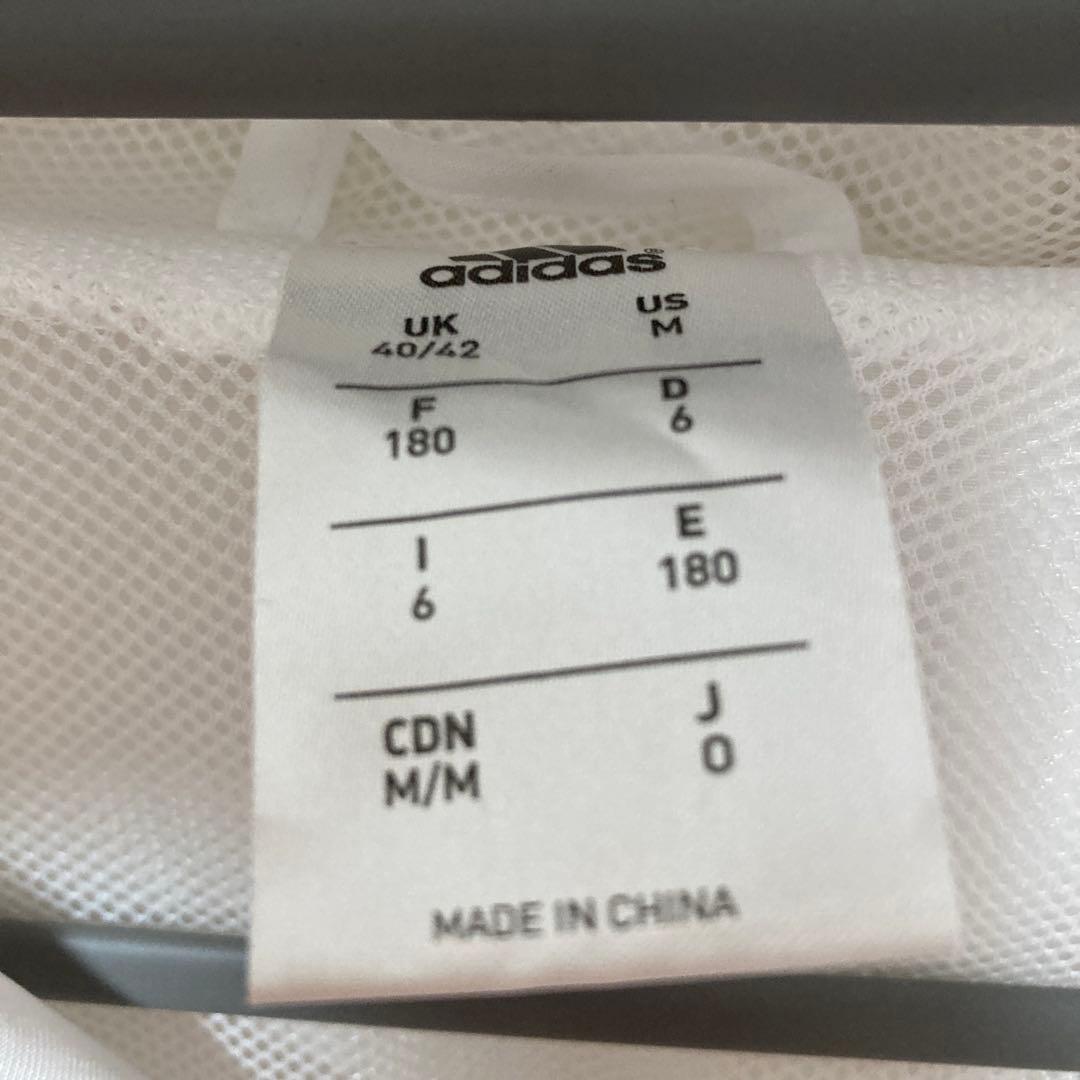 adidas®
UK US
40/42 M
F D
180 6
I E
6 180
CDN J
M/M O
MADE IN CHINA